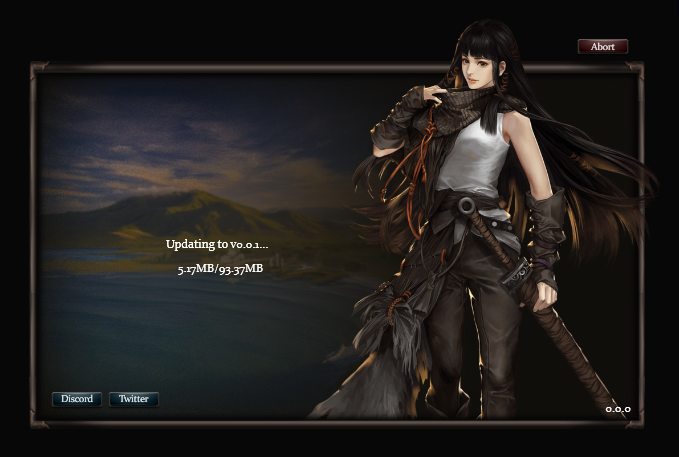 Abort
Updating to v0.0.1...
5.17MB/93.37MB
Discord
Twitter
0.0.0